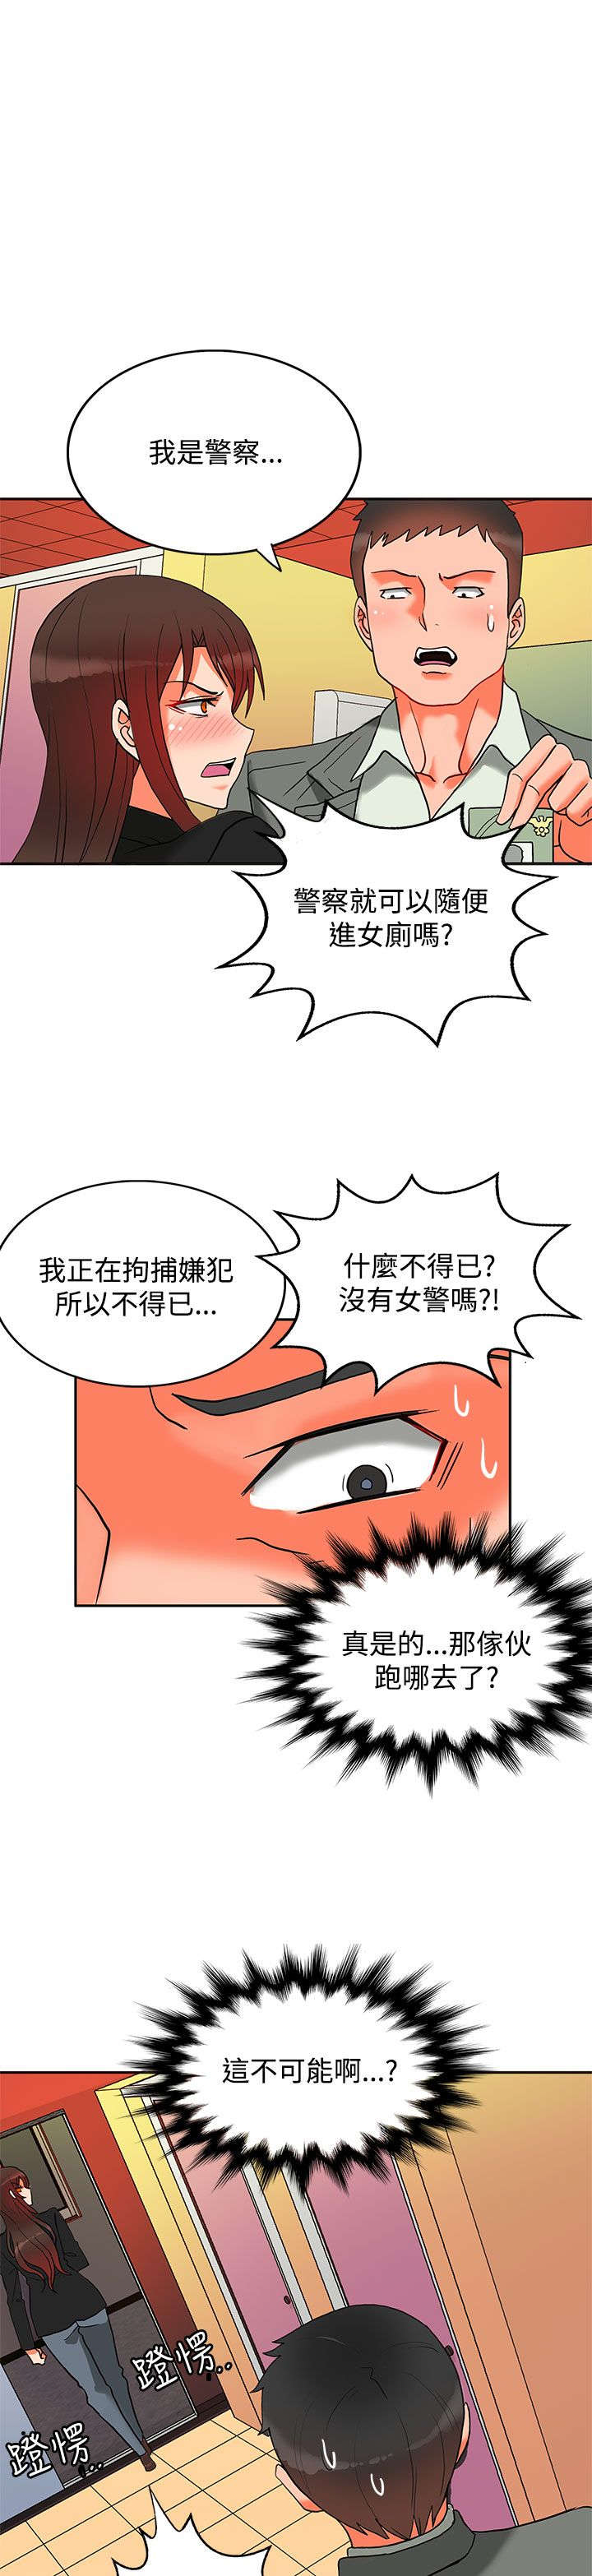 我是警察...
警察就可以隨便
進女廁嗎?
什麼不得已?
沒有女警嗎?!
我正在拘捕嫌犯
所以不得已...
真是的...那傢伙
跑哪去了?
這不可能啊...?
蹬愣..
蹬愣..